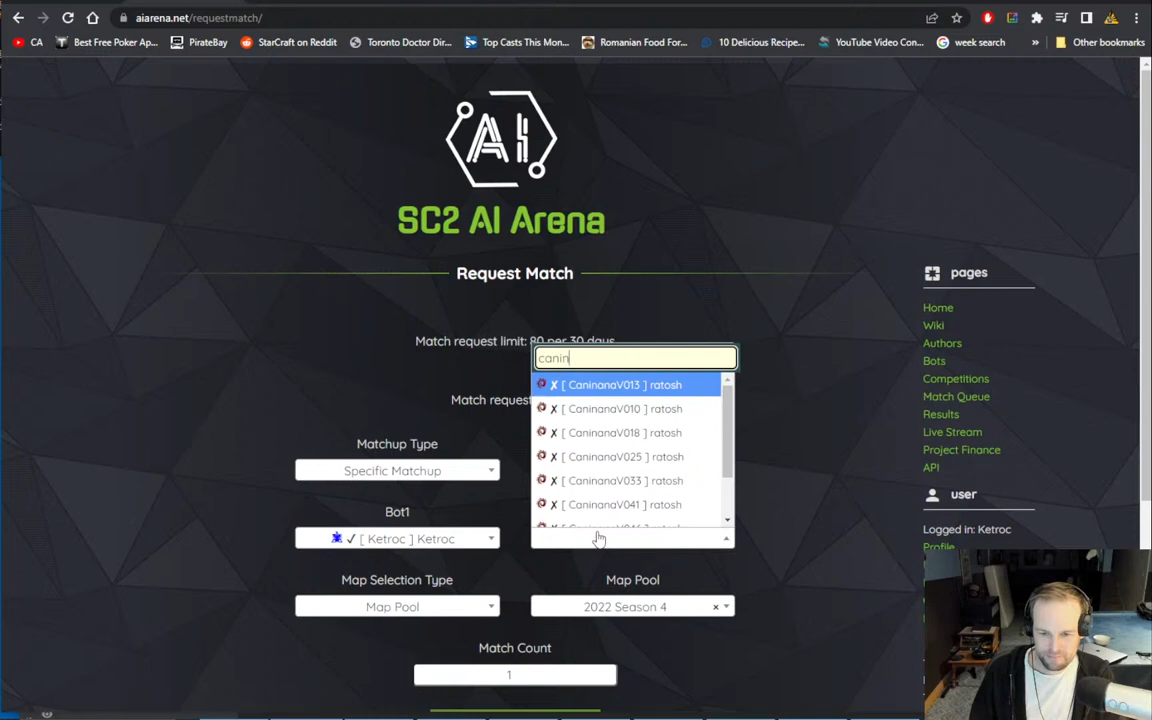 aiarena.net/requestmatch/
CA
Best Free Poker Ap...
PirateBay
StarCraft on Reddit
Toronto Doctor Dir...
Top Casts This Mon...
Romanian Food For...
10 Delicious Recipe...
YouTube Video Con...
week search
»
Other bookmarks
AI
SC2 AI Arena
Request Match
Match request limit: 80 per 30 days
canin
Match request
✗ [ CaninanaV013 ] ratosh
✗ [ CaninanaV010 ] ratosh
✗ [ CaninanaV018 ] ratosh
✗ [ CaninanaV025 ] ratosh
✗ [ CaninanaV033 ] ratosh
✗ [ CaninanaV041 ] ratosh
Matchup Type
Specific Matchup
Bot1
✓ [ Ketroc ] Ketroc
Map Selection Type
Map Pool
Map Pool
2022 Season 4
Match Count
1
pages
Home
Wiki
Authors
Bots
Competitions
Match Queue
Results
Live Stream
Project Finance
API
user
Logged in: Ketroc
Profile